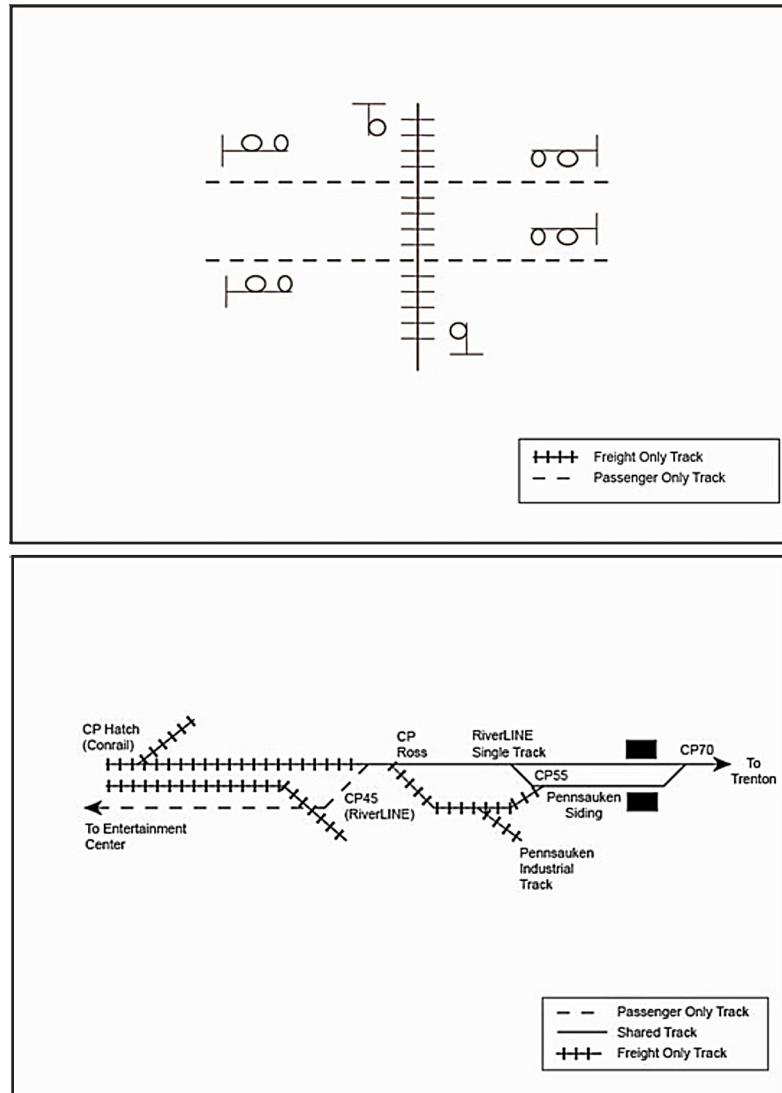 Freight Only Track
Passenger Only Track
CP Hatch
(Conrail)
CP
Ross
RiverLINE
Single Track
CP70
To
Trenton
CP55
CP45
(RiverLINE)
Pennsauken
Siding
To Entertainment
Center
Pennsauken
Industrial
Track
Passenger Only Track
Shared Track
Freight Only Track